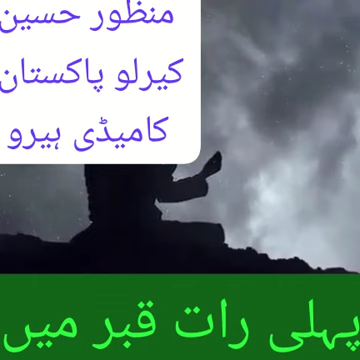 منظور حسین
کیرلو پاکستان
کامیڈی ہیرو
پہلی رات قبر میں